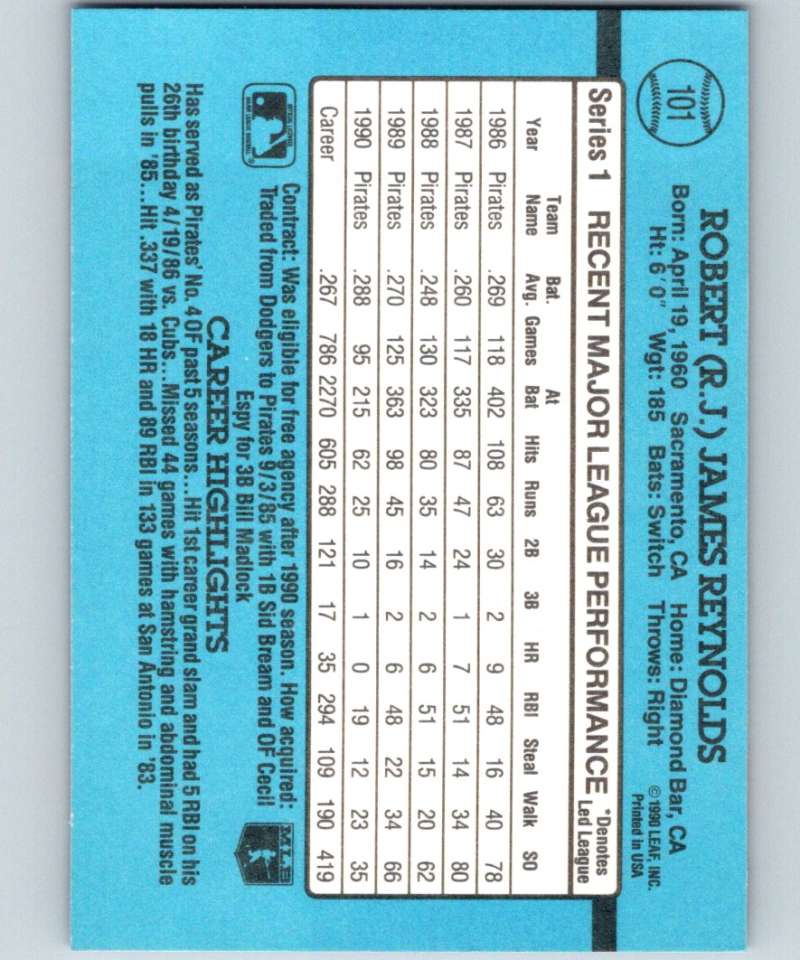 101
ROBERT (R.J.) JAMES REYNOLDS
Born: April 19, 1960 Sacramento, CA Home: Diamond Bar, CA
Ht: 6'0" Wgt: 185 Bats: Switch Throws: Right
©1990 LEAF, INC.
Printed in USA
Series 1 RECENT MAJOR LEAGUE PERFORMANCE *Denotes Led League
Year Team Name Bat. Avg. Games At Bat Hits Runs 2B 3B HR RBI Steal Walk SO
1986 Pirates .269 118 402 108 63 30 2 9 48 16 40 78
1987 Pirates .260 117 335 87 47 24 1 7 51 14 34 80
1988 Pirates .248 130 323 80 35 14 2 6 51 15 20 62
1989 Pirates .270 125 363 98 45 16 2 6 48 22 34 66
1990 Pirates .288 95 215 62 25 10 1 0 19 12 23 35
Career .267 786 2270 605 288 121 17 35 294 109 190 419
Contract: Was eligible for free agency after 1990 season. How acquired:
Traded from Dodgers to Pirates 9/3/85 with 1B Sid Bream and OF Cecil
Espy for 3B Bill Madlock
MAJOR LEAGUE BASEBALL
MLB
CAREER HIGHLIGHTS
Has served as Pirates' No. 4 OF past 5 seasons...Hit 1st career grand slam and had 5 RBI on his
26th birthday 4/19/86 vs. Cubs...Missed 44 games with hamstring and abdominal muscle
pulls in '85...Hit .337 with 18 HR and 89 RBI in 133 games at San Antonio in '83.